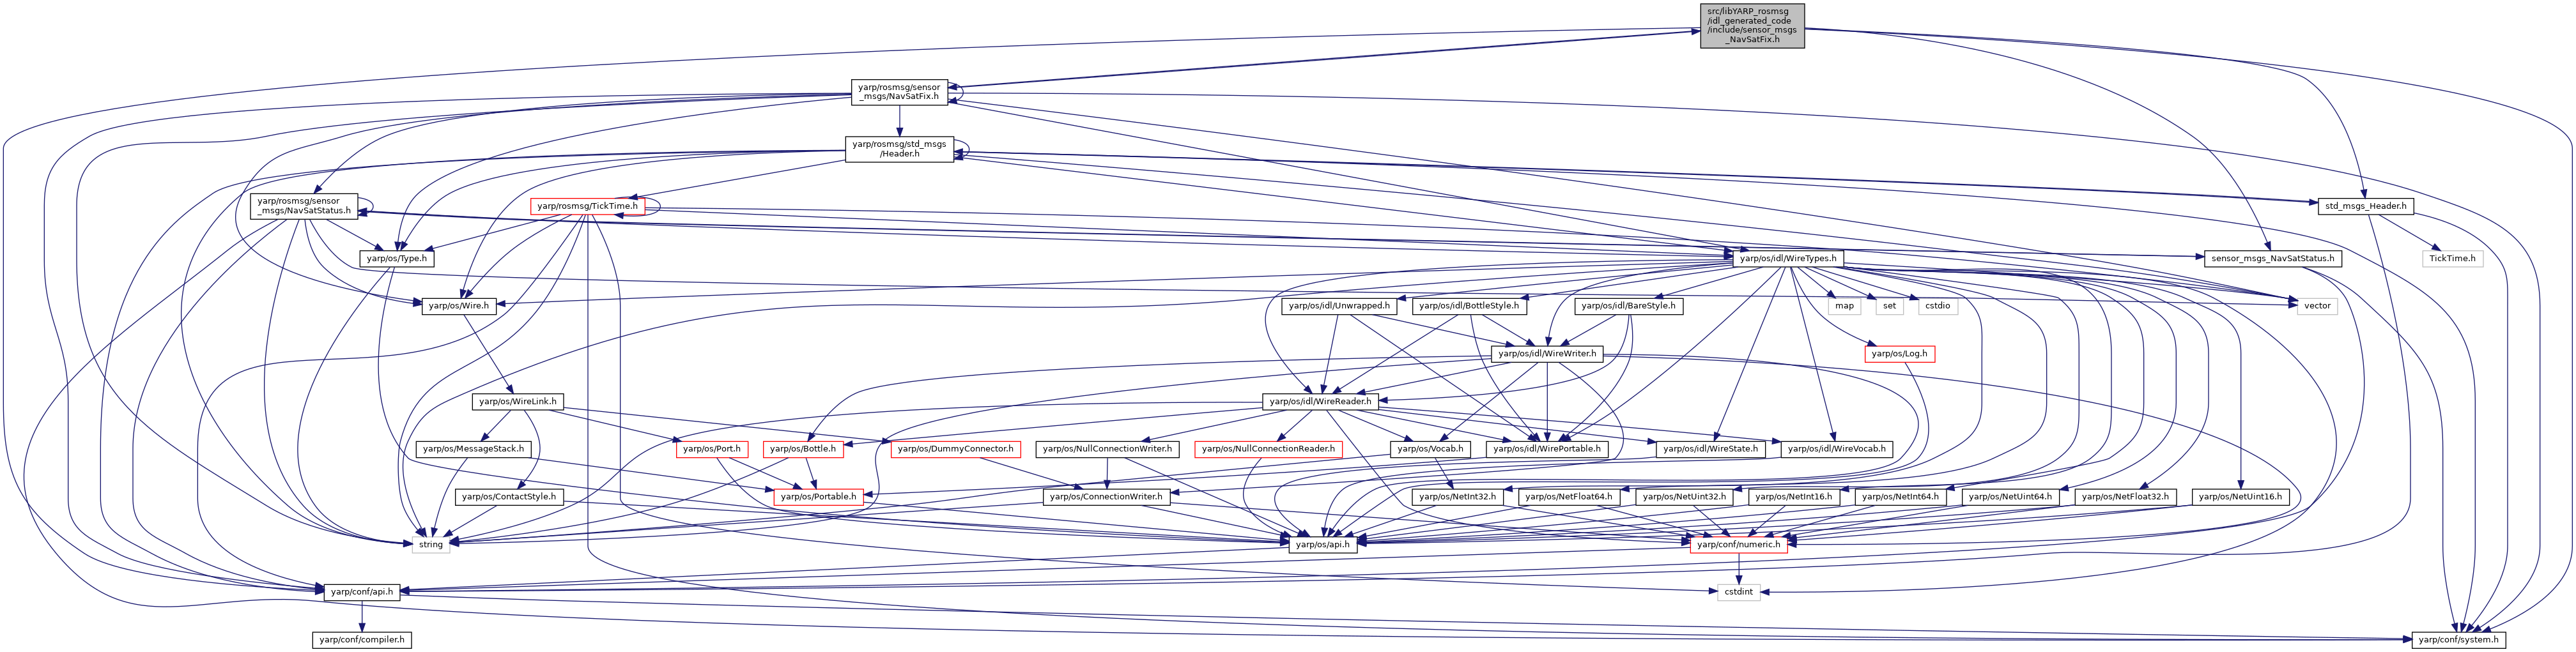 src/libYARP_rosmsg
/idl_generated_code
/include/sensor_msgs
_NavSatFix.h
yarp/rosmsg/sensor
_msgs/NavSatFix.h
yarp/rosmsg/std_msgs
/Header.h
yarp/rosmsg/sensor
_msgs/NavSatStatus.h
yarp/rosmsg/TickTime.h
std_msgs_Header.h
yarp/os/Type.h
yarp/os/idl/WireTypes.h
sensor_msgs_NavSatStatus.h
TickTime.h
yarp/os/Wire.h
yarp/os/idl/Unwrapped.h
yarp/os/idl/BottleStyle.h
yarp/os/idl/BareStyle.h
map
set
cstdio
vector
yarp/os/idl/WireWriter.h
yarp/os/Log.h
yarp/os/WireLink.h
yarp/os/idl/WireReader.h
yarp/os/MessageStack.h
yarp/os/Port.h
yarp/os/Bottle.h
yarp/os/DummyConnector.h
yarp/os/NullConnectionWriter.h
yarp/os/NullConnectionReader.h
yarp/os/Vocab.h
yarp/os/idl/WirePortable.h
yarp/os/idl/WireState.h
yarp/os/idl/WireVocab.h
yarp/os/ContactStyle.h
yarp/os/Portable.h
yarp/os/ConnectionWriter.h
yarp/os/NetInt32.h
yarp/os/NetFloat64.h
yarp/os/NetUint32.h
yarp/os/NetInt16.h
yarp/os/NetInt64.h
yarp/os/NetUint64.h
yarp/os/NetFloat32.h
yarp/os/NetUint16.h
string
yarp/os/api.h
yarp/conf/numeric.h
yarp/conf/api.h
cstdint
yarp/conf/compiler.h
yarp/conf/system.h